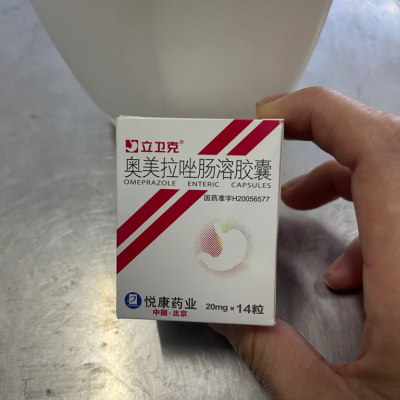 立卫克®
奥美拉唑肠溶胶囊
OMEPRAZOLE ENTERIC CAPSULES
国药准字H20056577
悦康药业
中国·北京
20mg×14粒